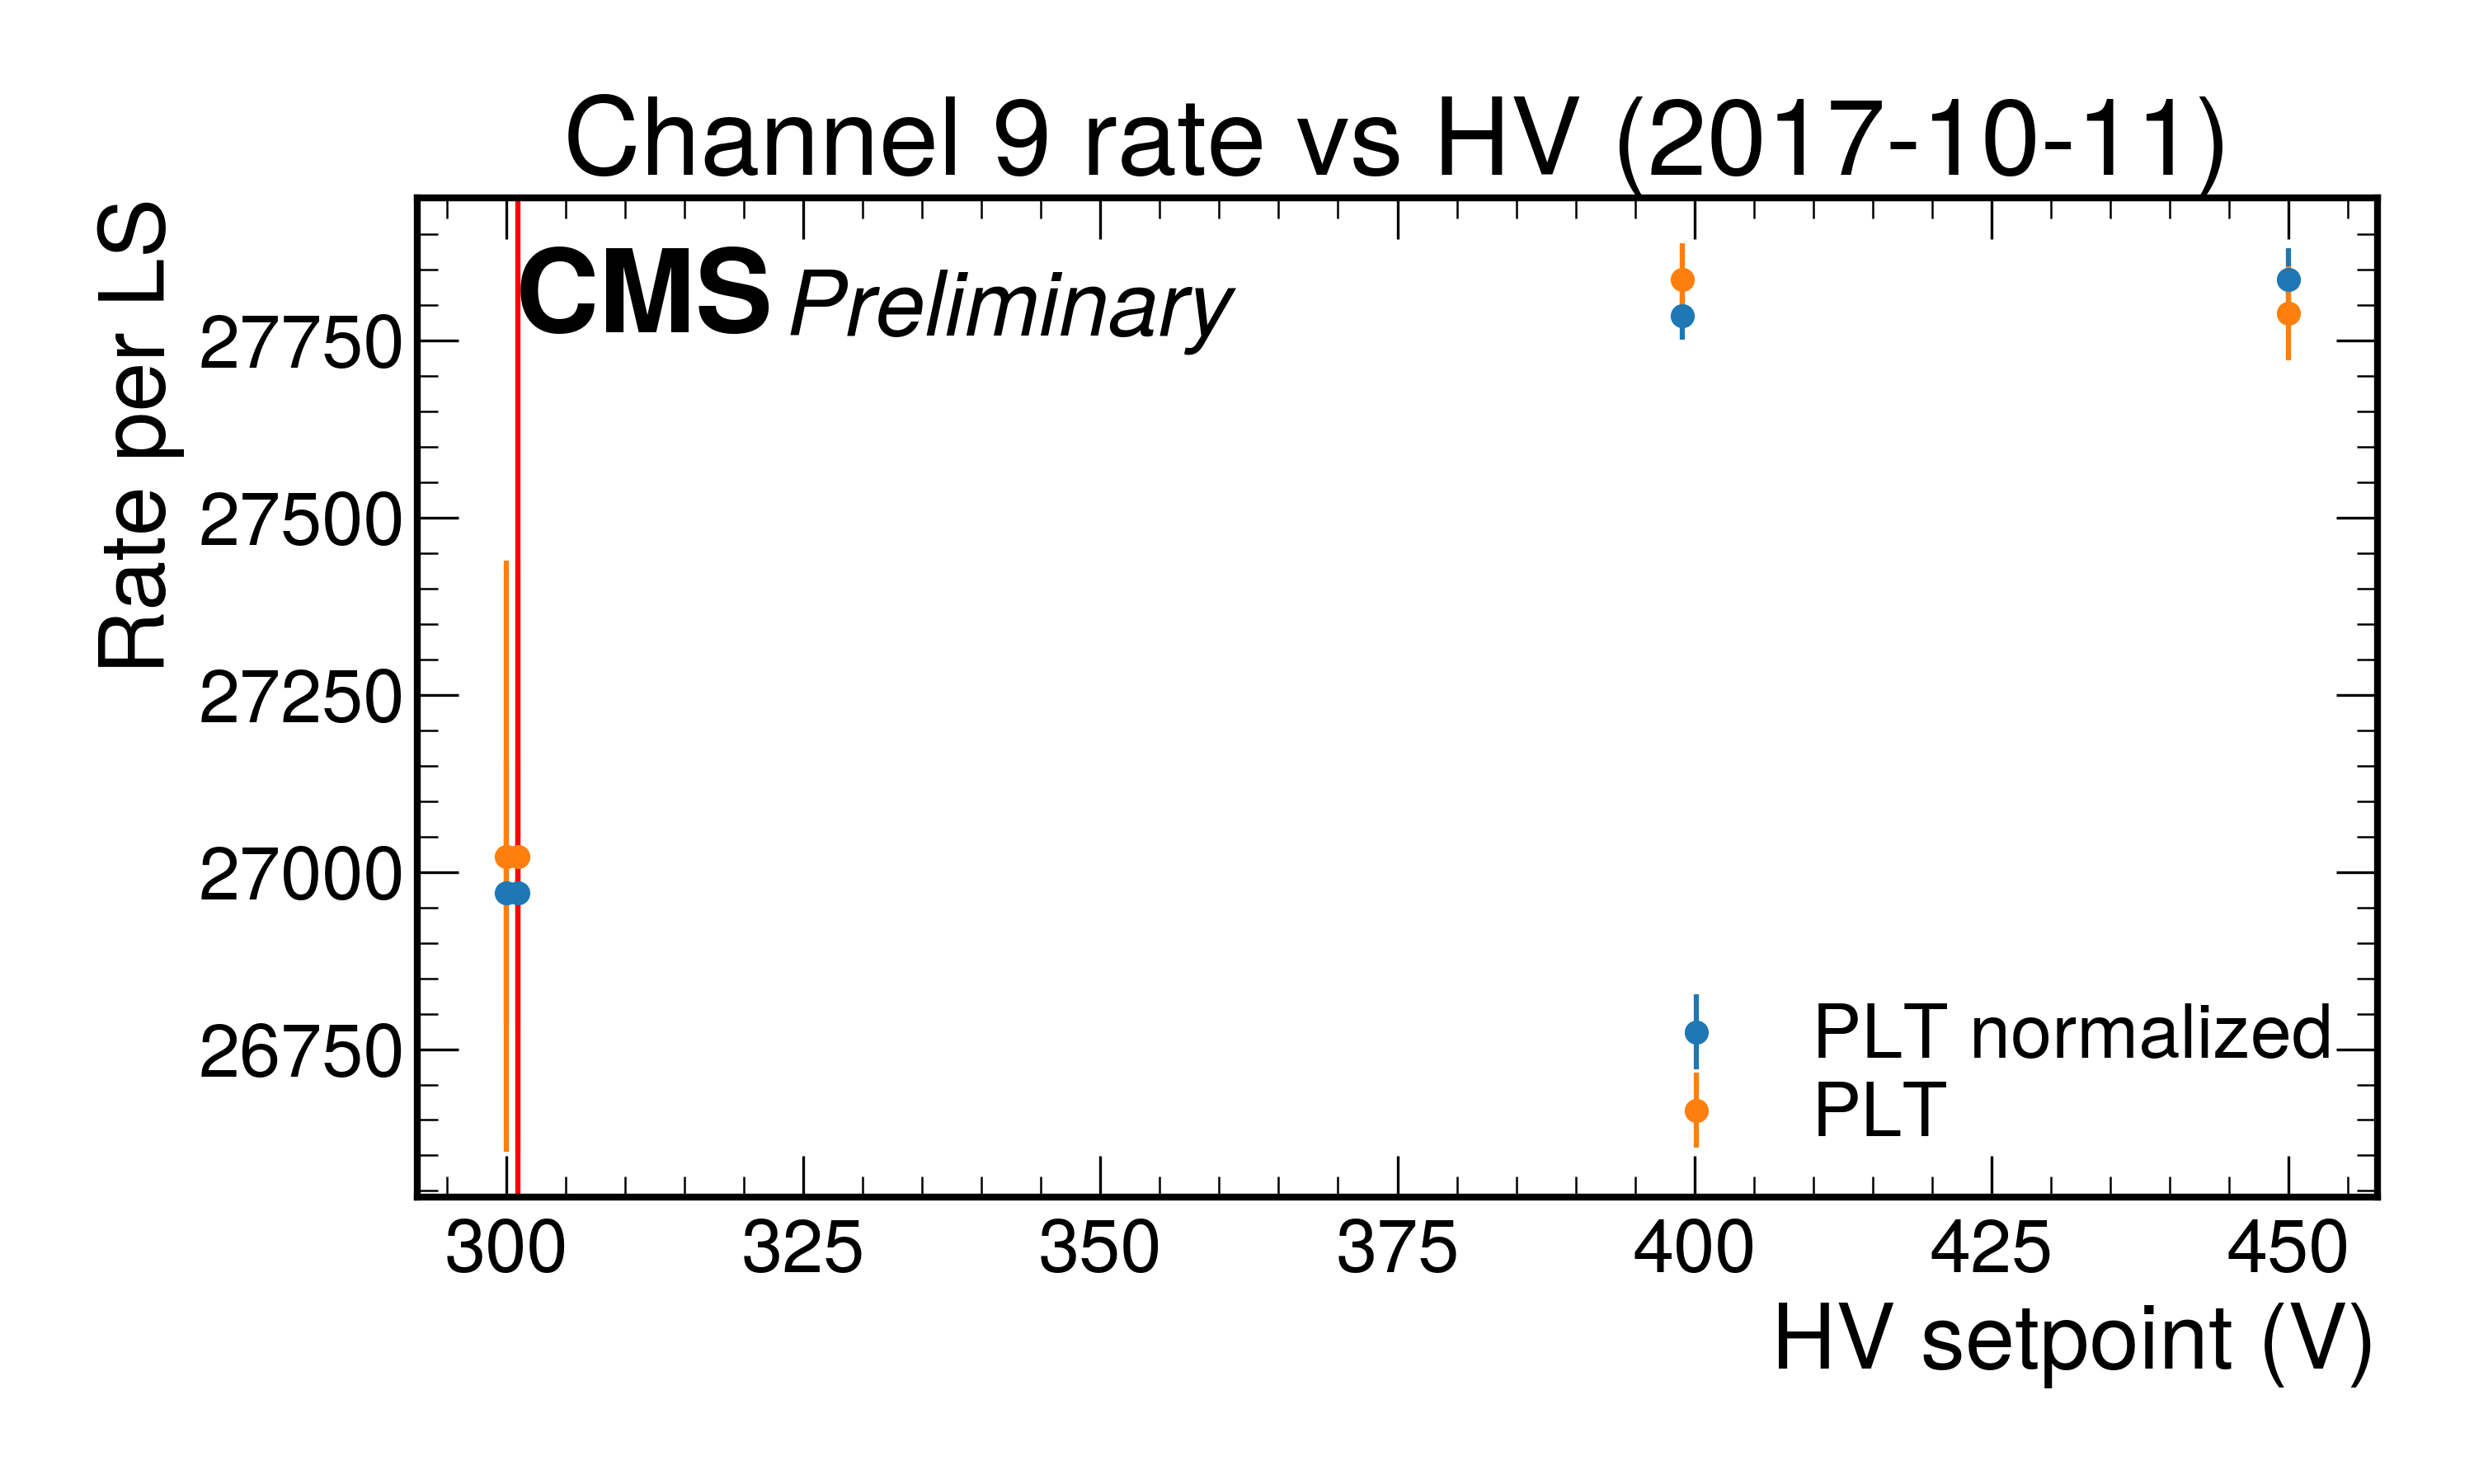 Channel 9 rate vs HV (2017-10-11)
Rate per LS
CMS Preliminary
27750
27500
27250
27000
26750
PLT normalized
PLT
300 325 350 375 400 425 450
HV setpoint (V)